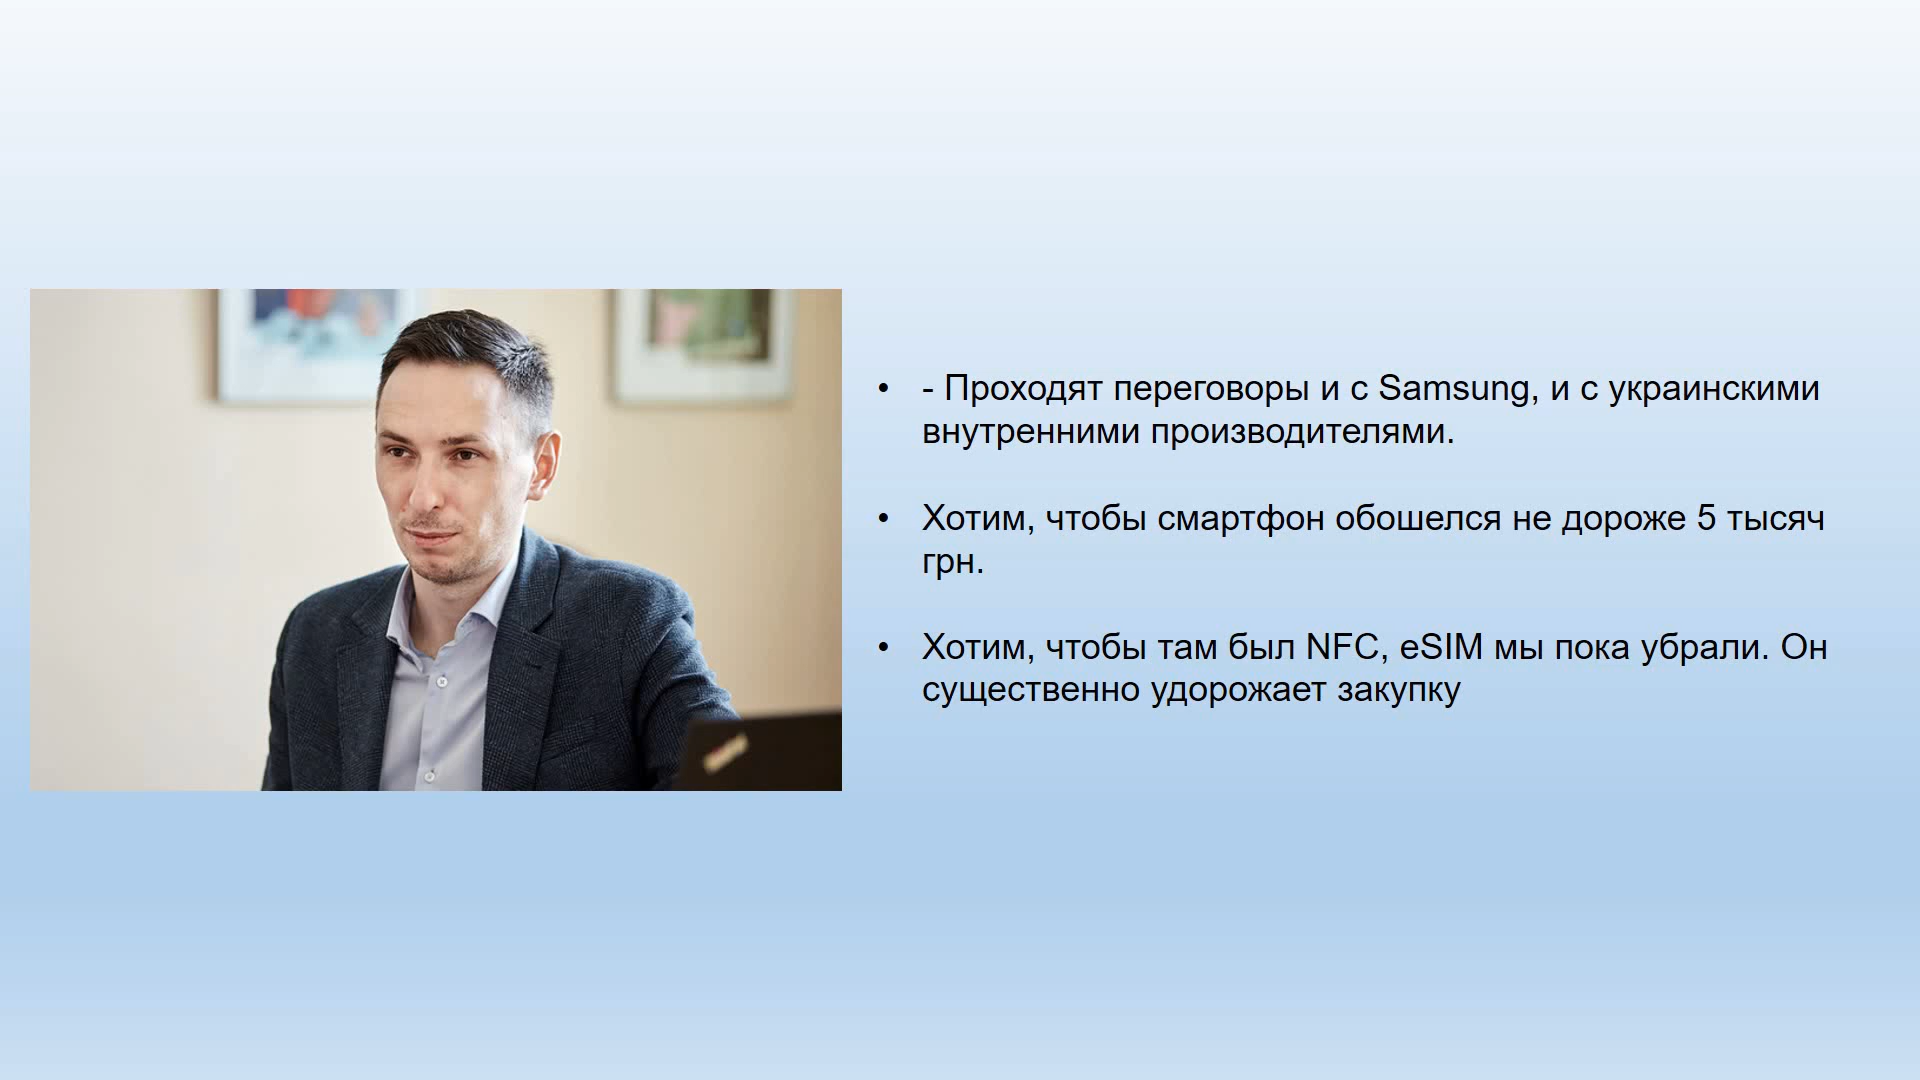 • - Проходят переговоры и с Samsung, и с украинскими
внутренними производителями.
• Хотим, чтобы смартфон обошелся не дороже 5 тысяч
грн.
• Хотим, чтобы там был NFC, eSIM мы пока убрали. Он
существенно удорожает закупку